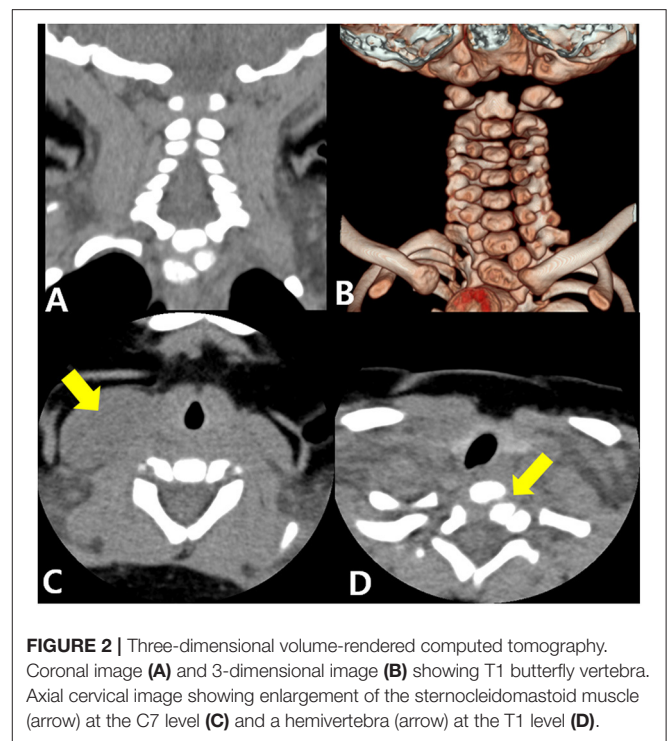 A
B
C
D
FIGURE 2 | Three-dimensional volume-rendered computed tomography.
Coronal image (A) and 3-dimensional image (B) showing T1 butterfly vertebra.
Axial cervical image showing enlargement of the sternocleidomastoid muscle
(arrow) at the C7 level (C) and a hemivertebra (arrow) at the T1 level (D).